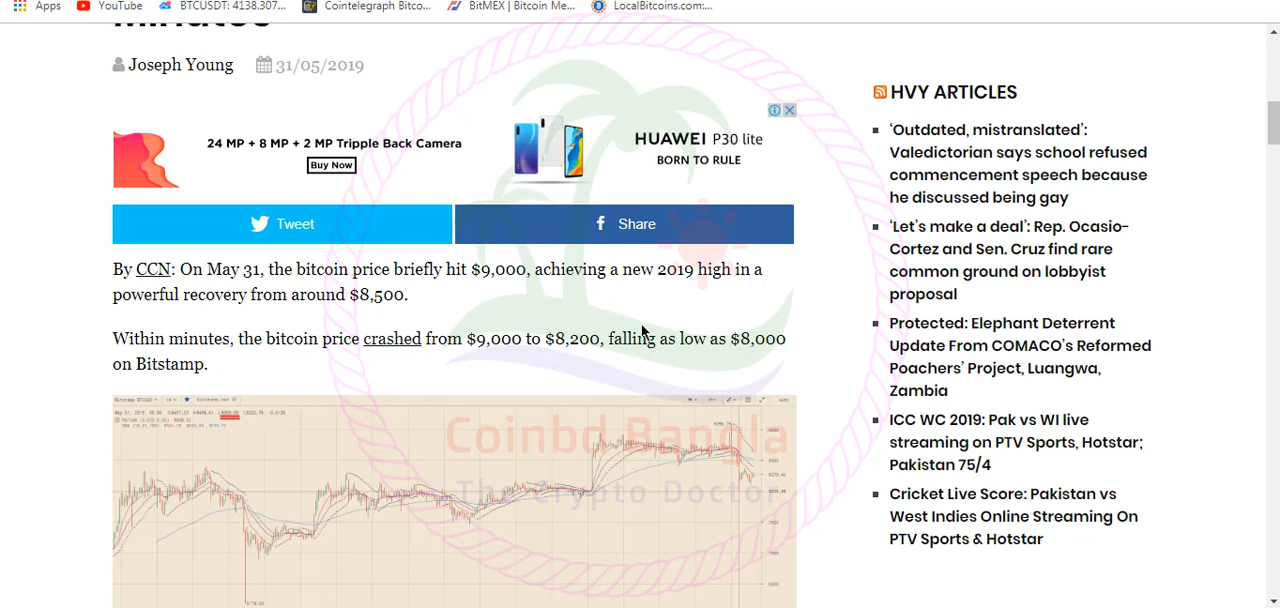 Apps YouTube BTCUSDT: 4138.307... Cointelegraph Bitco... BitMEX | Bitcoin Me... LocalBitcoins.com:...
Minutes
Joseph Young 31/05/2019
24 MP + 8 MP + 2 MP Tripple Back Camera
Buy Now
HUAWEI P30 lite
BORN TO RULE
Tweet
Share
By CCN: On May 31, the bitcoin price briefly hit $9,000, achieving a new 2019 high in a
powerful recovery from around $8,500.
Within minutes, the bitcoin price crashed from $9,000 to $8,200, falling as low as $8,000
on Bitstamp.
Coinbd Bangla
The Crypto Doctor
HVY ARTICLES
‘Outdated, mistranslated’:
Valedictorian says school refused
commencement speech because
he discussed being gay
‘Let’s make a deal’: Rep. Ocasio-
Cortez and Sen. Cruz find rare
common ground on lobbyist
proposal
Protected: Elephant Deterrent
Update From COMACO’s Reformed
Poachers’ Project, Luangwa,
Zambia
ICC WC 2019: Pak vs WI live
streaming on PTV Sports, Hotstar;
Pakistan 75/4
Cricket Live Score: Pakistan vs
West Indies Online Streaming On
PTV Sports & Hotstar